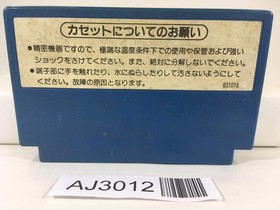 カセットについてのお願い
●精密機器ですので、極端な温度条件下での使用や保管および強い
ショックをさけてください。また、絶対に分解しないでください。
●端子部に手を触れたり、水にぬらしたりして汚さないようにして
ください。故障の原因となります。
AJ3012